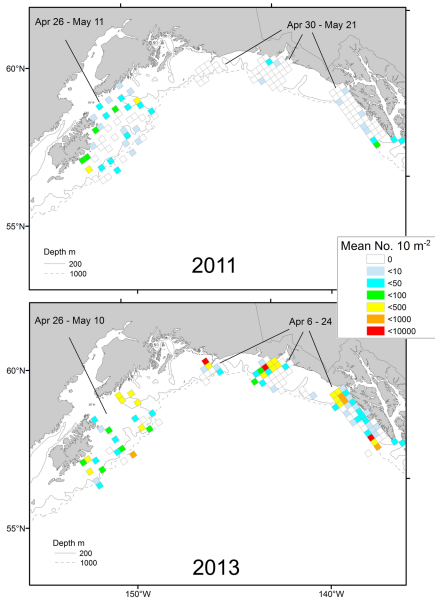 Apr 26 - May 11
Apr 30 - May 21
60°N
55°N
Depth m
200
1000
2011
Mean No. 10 m-2
0
<10
<50
<100
<500
<1000
<10000
Apr 26 - May 10
Apr 6 - 24
60°N
55°N
Depth m
200
1000
2013
150°W
140°W